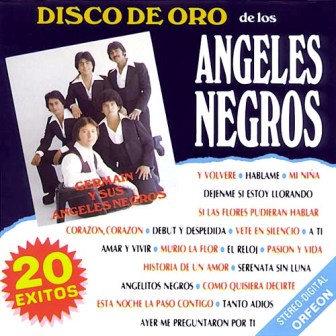 DISCO DE ORO de los
ANGELES
NEGROS
GERMAIN
Y SUS
ANGELES NEGROS
Y VOLVERE • HABLAME • MI NIÑA
DEJENME SI ESTOY LLORANDO
SI LAS FLORES PUDIERAN HABLAR
CORAZON, CORAZON • DEBUT Y DESPEDIDA • VETE EN SILENCIO • A TI
AMAR Y VIVIR • MURIO LA FLOR • EL RELOJ • PASION Y VIDA
HISTORIA DE UN AMOR • SERENATA SIN LUNA
ANGELITOS NEGROS • COMO QUISIERA DECIRTE
ESTA NOCHE LA PASO CONTIGO • TANTO ADIOS
AYER ME PREGUNTARON POR TI
20
EXITOS
STEREO-DIGITAL
ORFEON